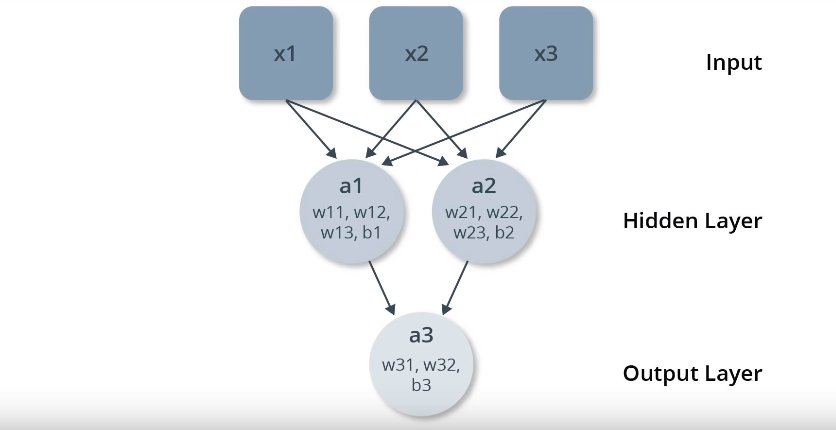 x1 x2 x3 Input
a1
w11, w12,
w13, b1
a2
w21, w22,
w23, b2
Hidden Layer
a3
w31, w32,
b3
Output Layer